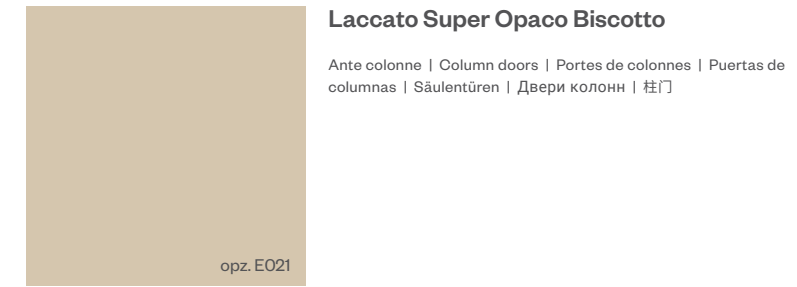 Laccato Super Opaco Biscotto
Ante colonne | Column doors | Portes de colonnes | Puertas de
columnas | Säulentüren | Двери колонн | 柱门
opz. E021